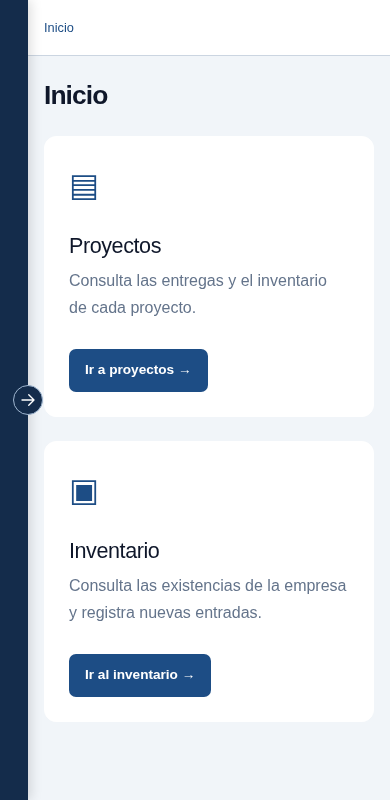 Inicio
Inicio
Proyectos
Consulta las entregas y el inventario
de cada proyecto.
Ir a proyectos →
Inventario
Consulta las existencias de la empresa
y registra nuevas entradas.
Ir al inventario →